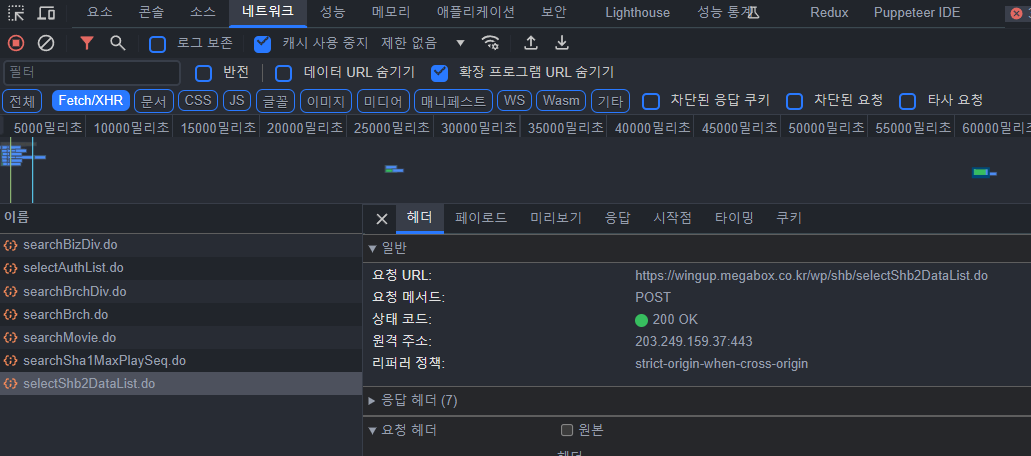 요소 콘솔 소스 네트워크 성능 메모리 애플리케이션 보안 Lighthouse 성능 통계 Redux Puppeteer IDE
로그 보존 캐시 사용 중지 제한 없음
필터 반전 데이터 URL 숨기기 확장 프로그램 URL 숨기기
전체 Fetch/XHR 문서 CSS JS 글꼴 이미지 미디어 매니페스트 WS Wasm 기타 차단된 응답 쿠키 차단된 요청 타사 요청
5000밀리초 10000밀리초 15000밀리초 20000밀리초 25000밀리초 30000밀리초 35000밀리초 40000밀리초 45000밀리초 50000밀리초 55000밀리초 60000밀리초
이름
searchBizDiv.do
selectAuthList.do
searchBrchDiv.do
searchBrch.do
searchMovie.do
searchSha1MaxPlaySeq.do
selectShb2DataList.do
헤더 페이로드 미리보기 응답 시작점 타이밍 쿠키
일반
요청 URL: https://wingup.megabox.co.kr/wp/shb/selectShb2DataList.do
요청 메서드: POST
상태 코드: 200 OK
원격 주소: 203.249.159.37:443
리퍼러 정책: strict-origin-when-cross-origin
응답 헤더 (7)
요청 헤더 원본